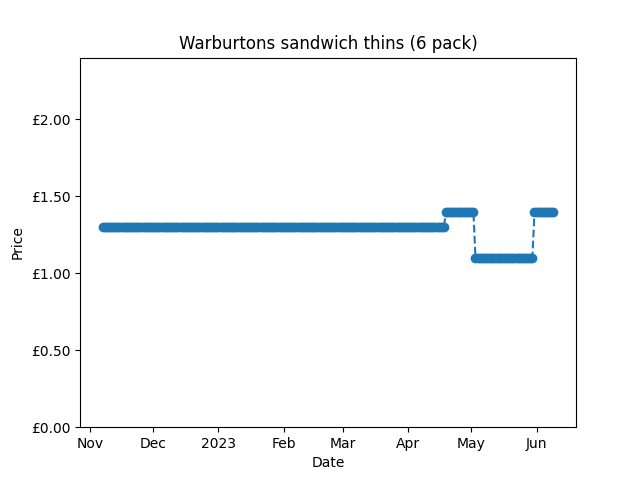 Warburtons sandwich thins (6 pack)
£2.00
£1.50
£1.00
£0.50
£0.00
Price
Nov Dec 2023 Feb Mar Apr May Jun
Date